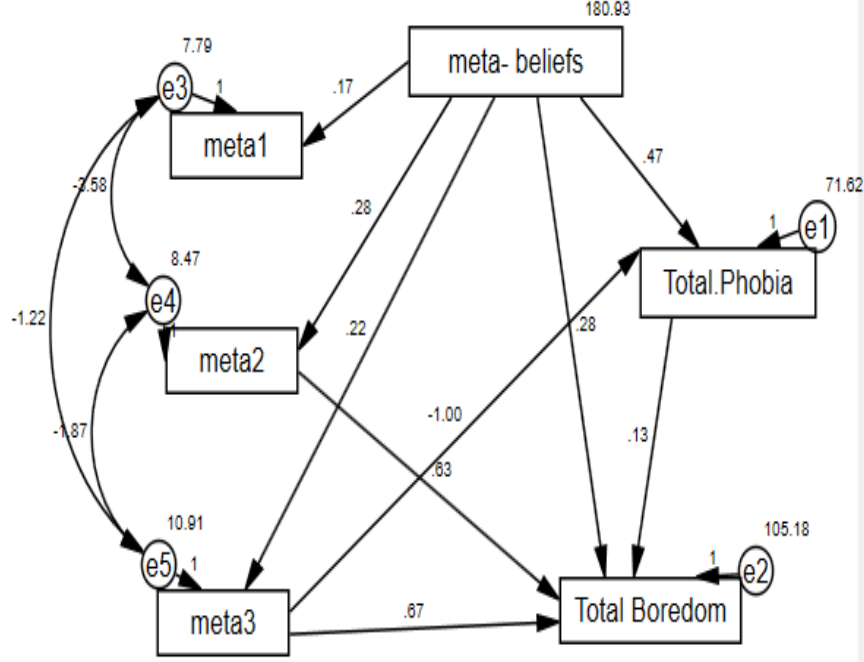 180.93
meta- beliefs
7.79
e3
1
meta1
.17
.47
71.62
e1
1
Total.Phobia
-3.58
.28
8.47
e4
1
meta2
-1.22
.22
.28
-1.00
-1.87
.63
.13
10.91
e5
1
meta3
.67
105.18
e2
1
Total Boredom